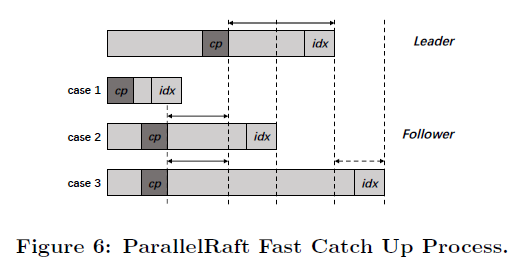 cp idx Leader
case 1 cp idx
case 2 cp idx Follower
case 3 cp idx
Figure 6: ParallelRaft Fast Catch Up Process.